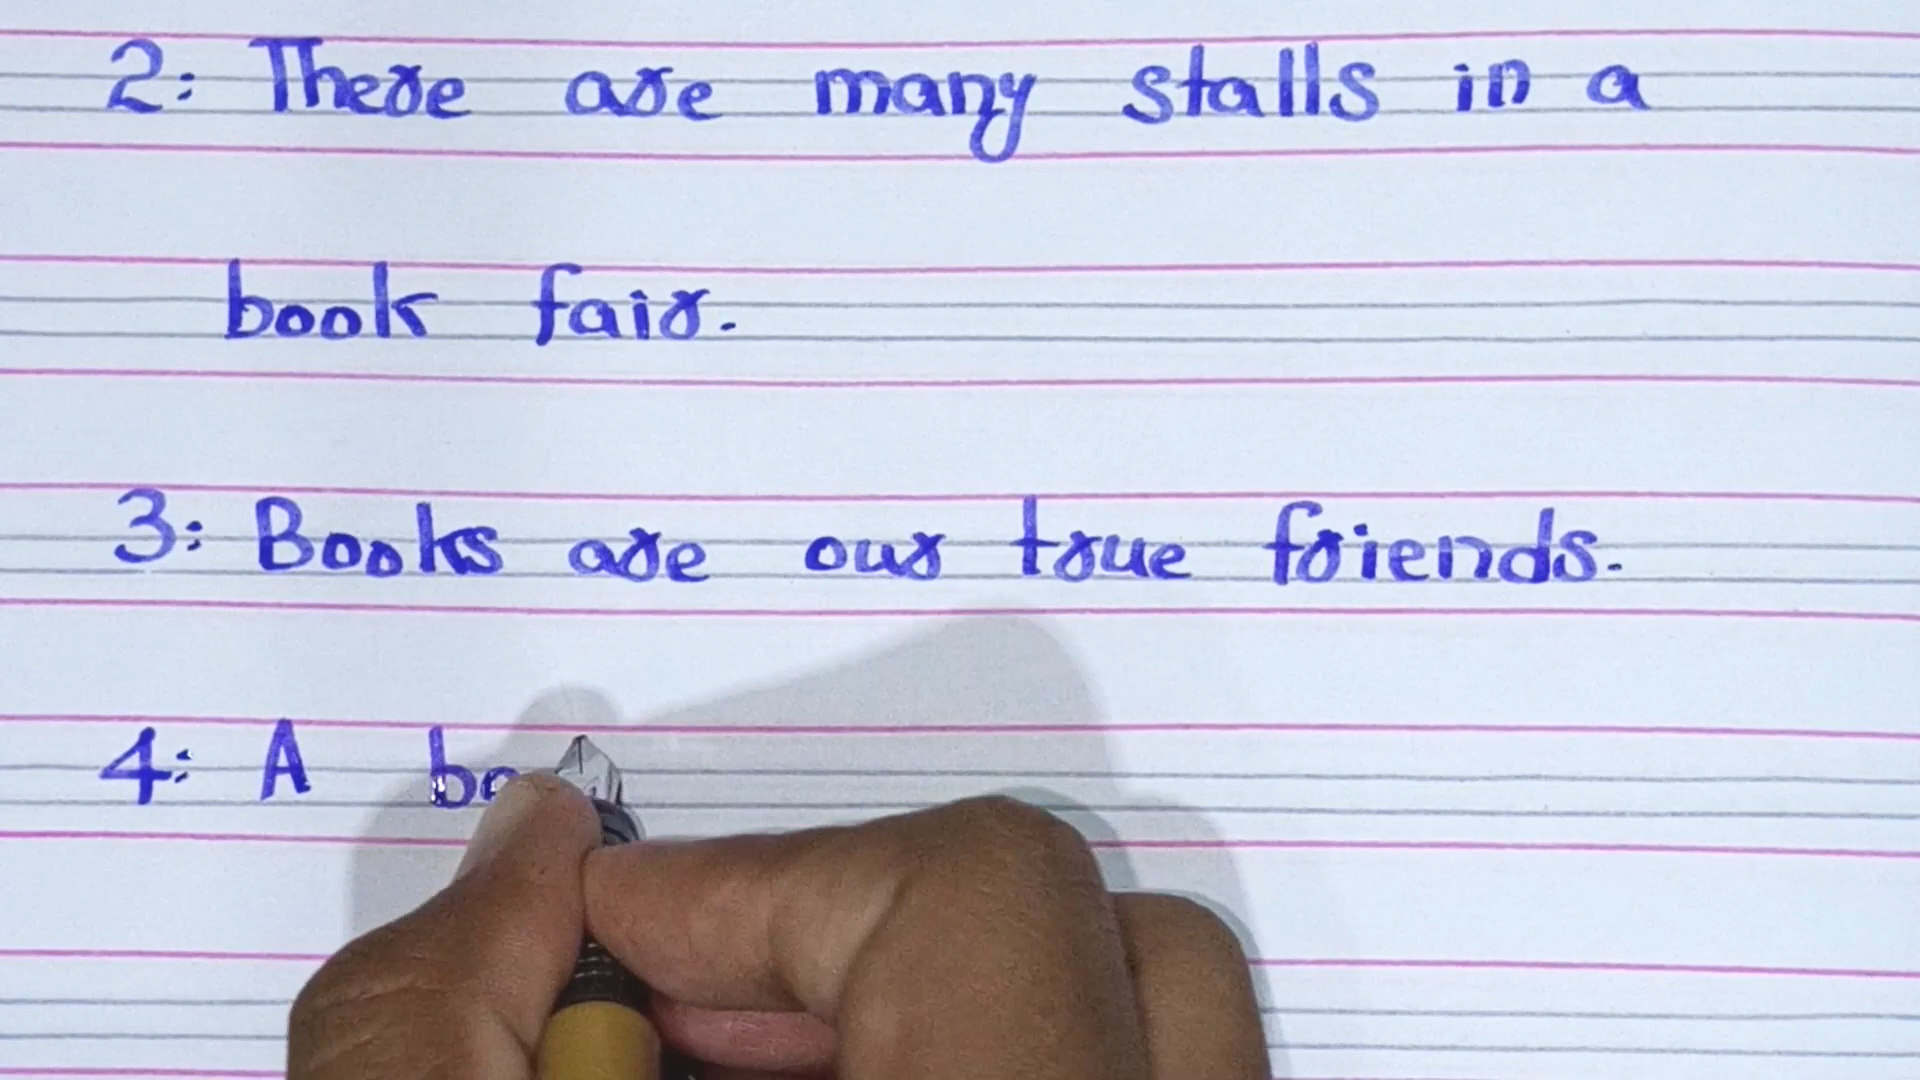 2: There are many stalls in a
book fair.
3: Books are our true friends.
4: A